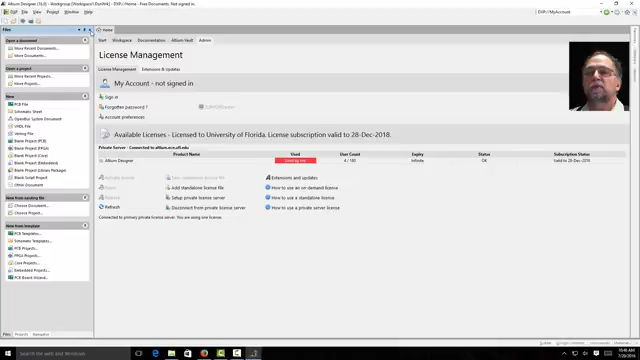 Altium Designer (16.0) - Workgroup [Workspace1.DsnWrk] - DXP://Home - Free Documents. Not signed in.
DXP File View Project Window Help
DXP://MyAccount
Files
Home
Open a document
Start Workspace Documentation Altium Vault Admin
More Recent Documents...
More Documents...
License Management
Open a project
License Management Extensions & Updates
More Recent Projects...
More Projects...
My Account - not signed in
New
Sign in
PCB File
Forgotten password ?
Schematic Sheet
Account preferences
OpenBus System Document
VHDL File
Verilog File
Available Licenses - Licensed to University of Florida. License subscription valid to 28-Dec-2018.
Blank Project (PCB)
Blank Project (FPGA)
Private Server - Connected to altium.ece.ufl.edu
Blank Project (Core)
Product Name Used User Count Expiry Status Subscription Status
Blank Project (Embedded)
Altium Designer Used by me 4 / 100 Infinite OK Valid to 28-Dec-2018
Blank Project (Library Package)
Blank Script Project
Extensions and updates
Other Document
Add standalone license file
How to use an on-demand license
New from existing file
Setup private license server
How to use a standalone license
Choose Document...
Refresh
Disconnect from private license server
How to use a private server license
Choose Project...
Connected to primary private license server. You are using one license.
New from template
PCB Templates...
Schematic Templates...
PCB Projects...
FPGA Projects...
Core Projects...
Embedded Projects...
PCB Board Wizard...
Files Projects Navigator
Search the web and Windows
10:40 AM
7/20/2016